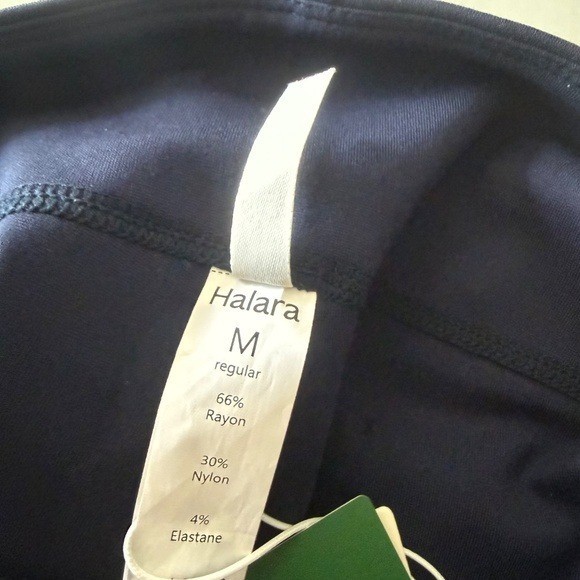 Halara
M
regular
66%
Rayon
30%
Nylon
4%
Elastane